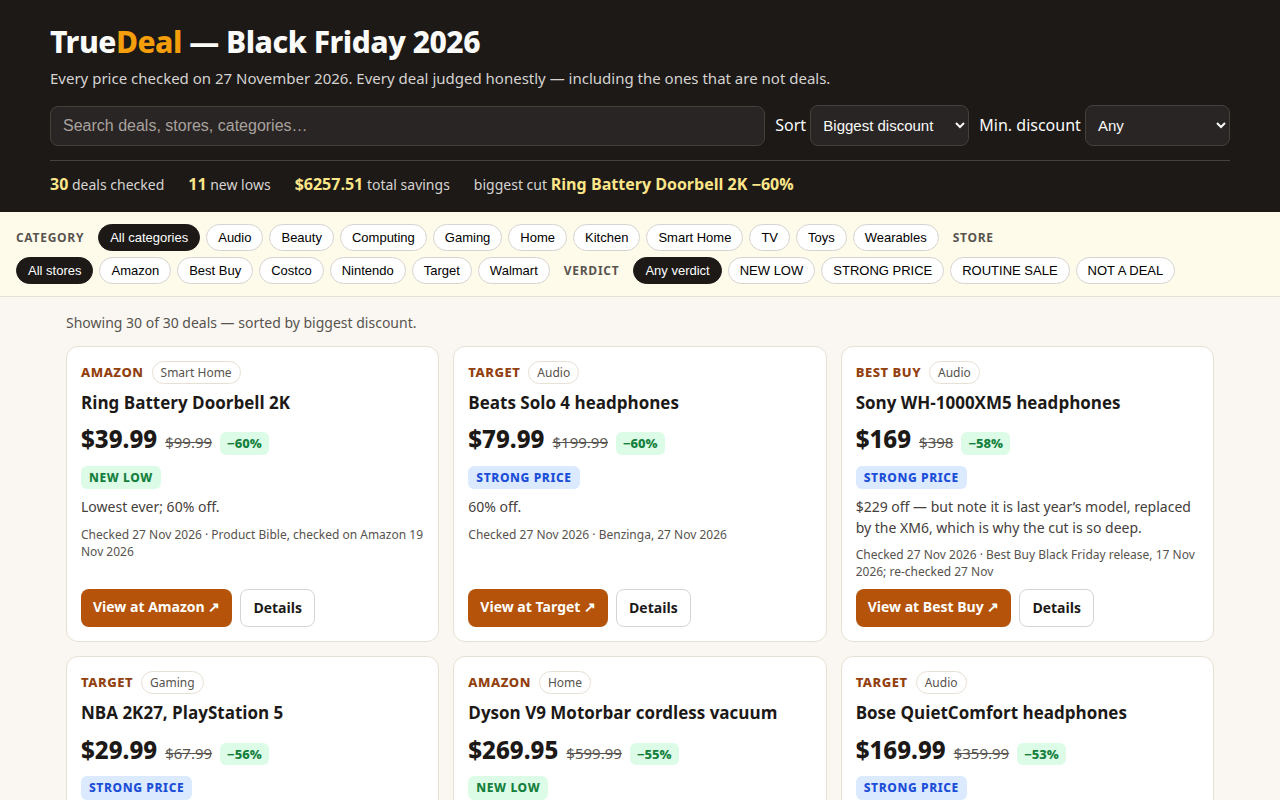 TrueDeal — Black Friday 2026
Every price checked on 27 November 2026. Every deal judged honestly — including the ones that are not deals.
Search deals, stores, categories… Sort Biggest discount Min. discount Any
30 deals checked 11 new lows $6257.51 total savings biggest cut Ring Battery Doorbell 2K −60%
CATEGORY All categories Audio Beauty Computing Gaming Home Kitchen Smart Home TV Toys Wearables STORE
All stores Amazon Best Buy Costco Nintendo Target Walmart VERDICT Any verdict NEW LOW STRONG PRICE ROUTINE SALE NOT A DEAL
Showing 30 of 30 deals — sorted by biggest discount.
AMAZON Smart Home
Ring Battery Doorbell 2K
$39.99 $99.99 −60%
NEW LOW
Lowest ever; 60% off.
Checked 27 Nov 2026 · Product Bible, checked on Amazon 19
Nov 2026
View at Amazon ↗ Details
TARGET Audio
Beats Solo 4 headphones
$79.99 $199.99 −60%
STRONG PRICE
60% off.
Checked 27 Nov 2026 · Benzinga, 27 Nov 2026
View at Target ↗ Details
BEST BUY Audio
Sony WH-1000XM5 headphones
$169 $398 −58%
STRONG PRICE
$229 off — but note it is last year’s model, replaced
by the XM6, which is why the cut is so deep.
Checked 27 Nov 2026 · Best Buy Black Friday release, 17 Nov
2026; re-checked 27 Nov
View at Best Buy ↗ Details
TARGET Gaming
NBA 2K27, PlayStation 5
$29.99 $67.99 −56%
STRONG PRICE
AMAZON Home
Dyson V9 Motorbar cordless vacuum
$269.95 $599.99 −55%
NEW LOW
TARGET Audio
Bose QuietComfort headphones
$169.99 $359.99 −53%
STRONG PRICE